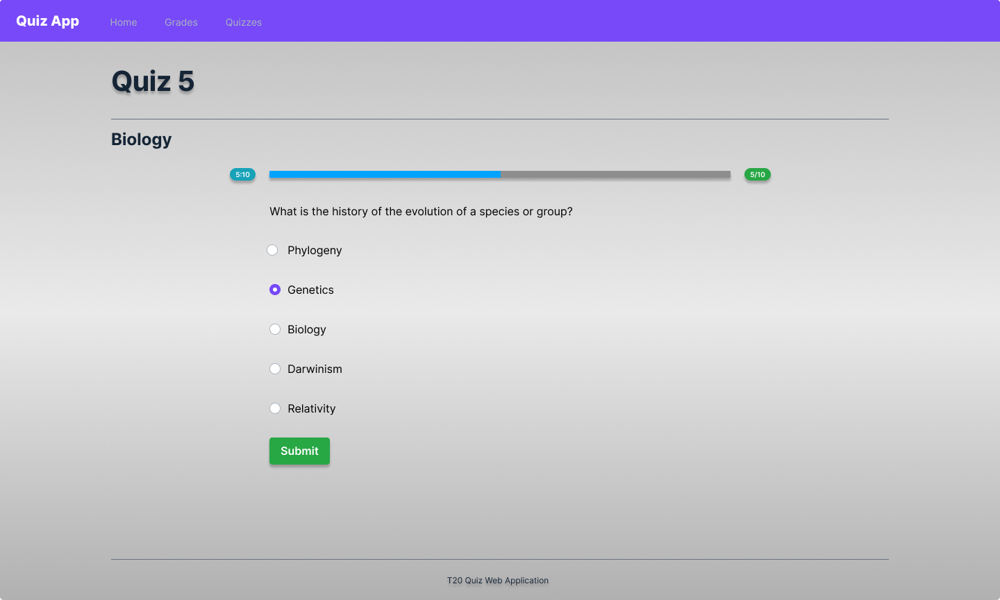 Quiz App Home Grades Quizzes
Quiz 5
Biology
5:10 5/10
What is the history of the evolution of a species or group?
Phylogeny
Genetics
Biology
Darwinism
Relativity
Submit
T20 Quiz Web Application